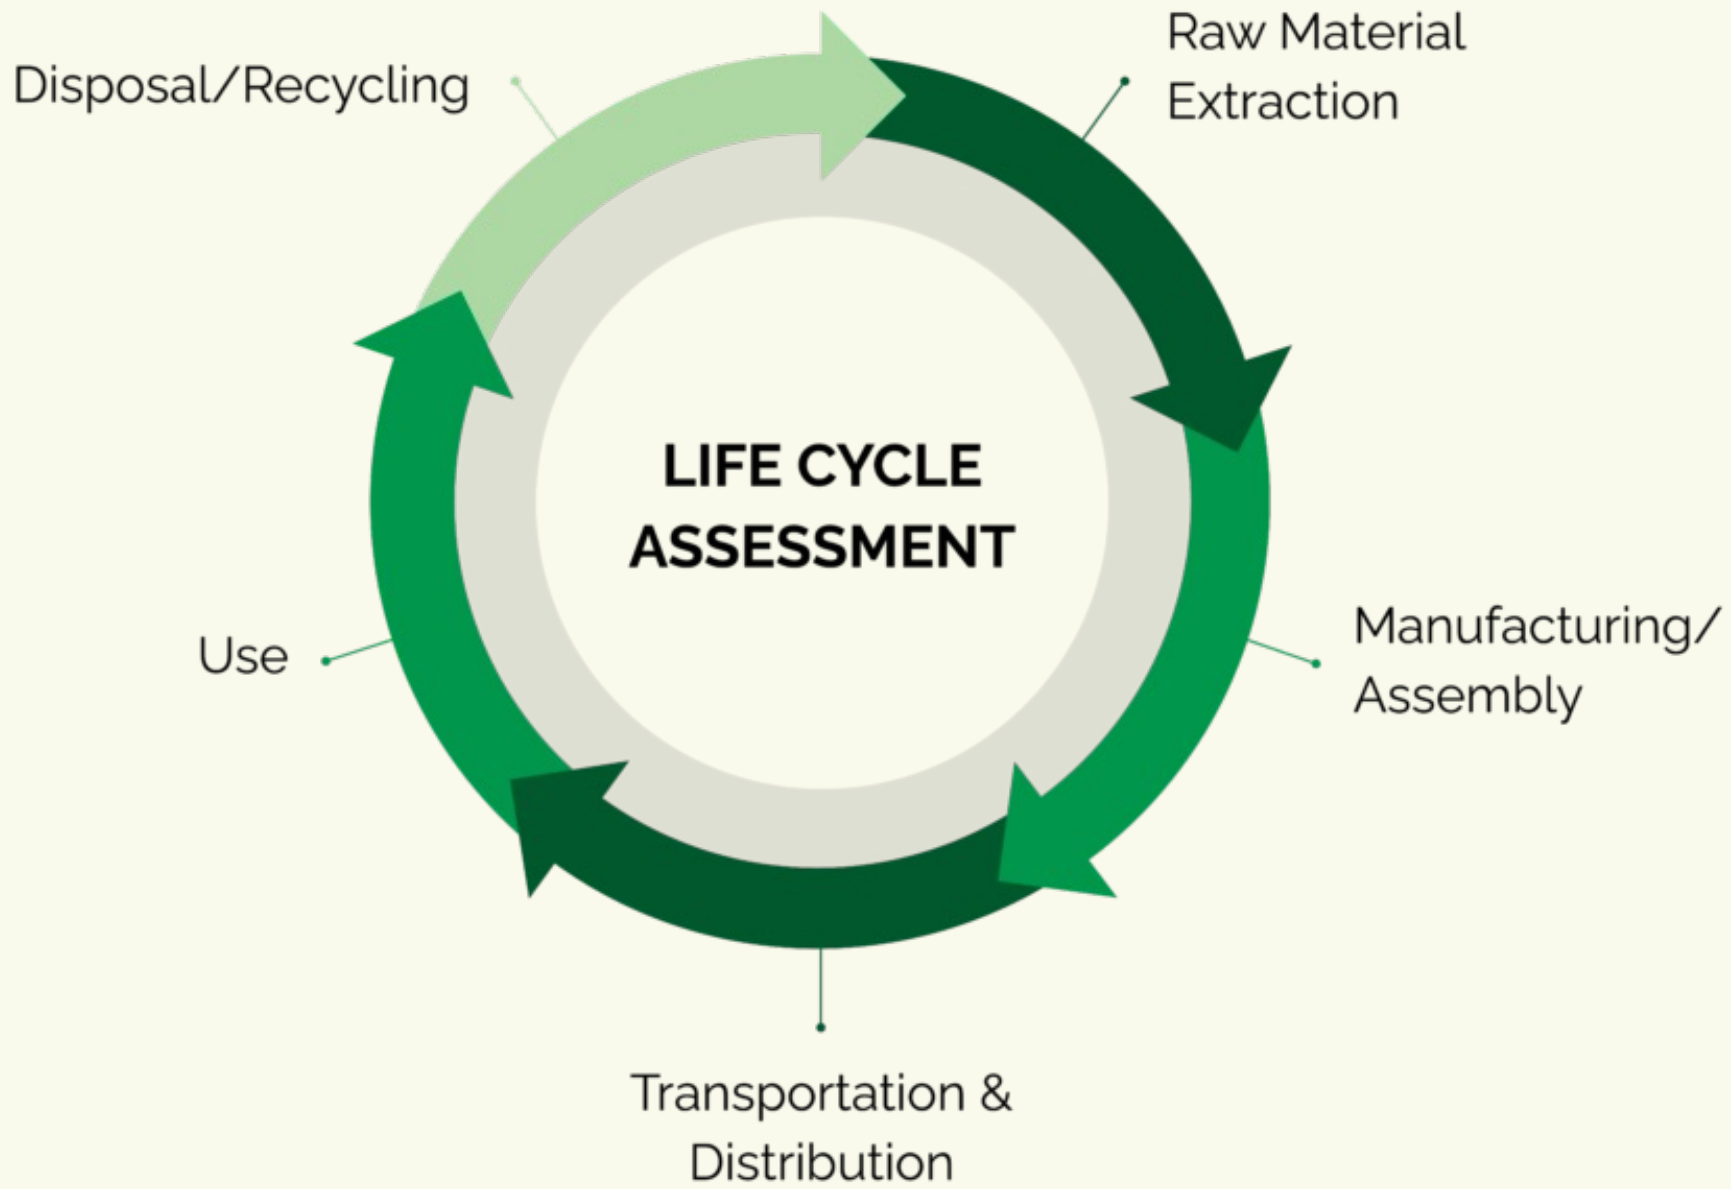 Raw Material
Extraction
Disposal/Recycling
LIFE CYCLE
ASSESSMENT
Manufacturing/
Assembly
Use
Transportation &
Distribution